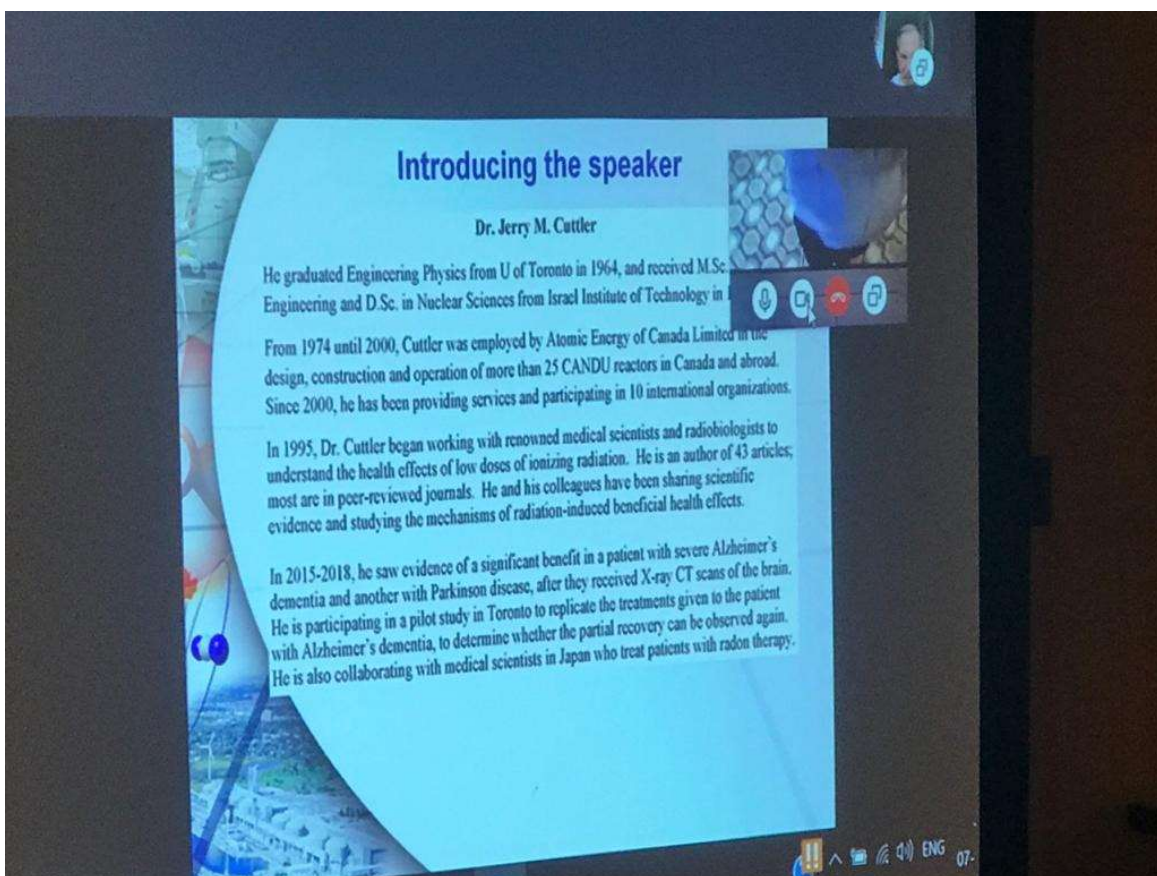 Introducing the speaker
Dr. Jerry M. Cuttler
He graduated Engineering Physics from U of Toronto in 1964, and received M.Sc.
Engineering and D.Sc. in Nuclear Sciences from Israel Institute of Technology in
From 1974 until 2000, Cuttler was employed by Atomic Energy of Canada Limited in the
design, construction and operation of more than 25 CANDU reactors in Canada and abroad.
Since 2000, he has been providing services and participating in 10 international organizations.
In 1995, Dr. Cuttler began working with renowned medical scientists and radiobiologists to
understand the health effects of low doses of ionizing radiation. He is an author of 43 articles;
most are in peer-reviewed journals. He and his colleagues have been sharing scientific
evidence and studying the mechanisms of radiation-induced beneficial health effects.
In 2015-2018, he saw evidence of a significant benefit in a patient with severe Alzheimer's
dementia and another with Parkinson disease, after they received X-ray CT scans of the brain.
He is participating in a pilot study in Toronto to replicate the treatments given to the patient
with Alzheimer's dementia, to determine whether the partial recovery can be observed again.
He is also collaborating with medical scientists in Japan who treat patients with radon therapy.
ENG
07-